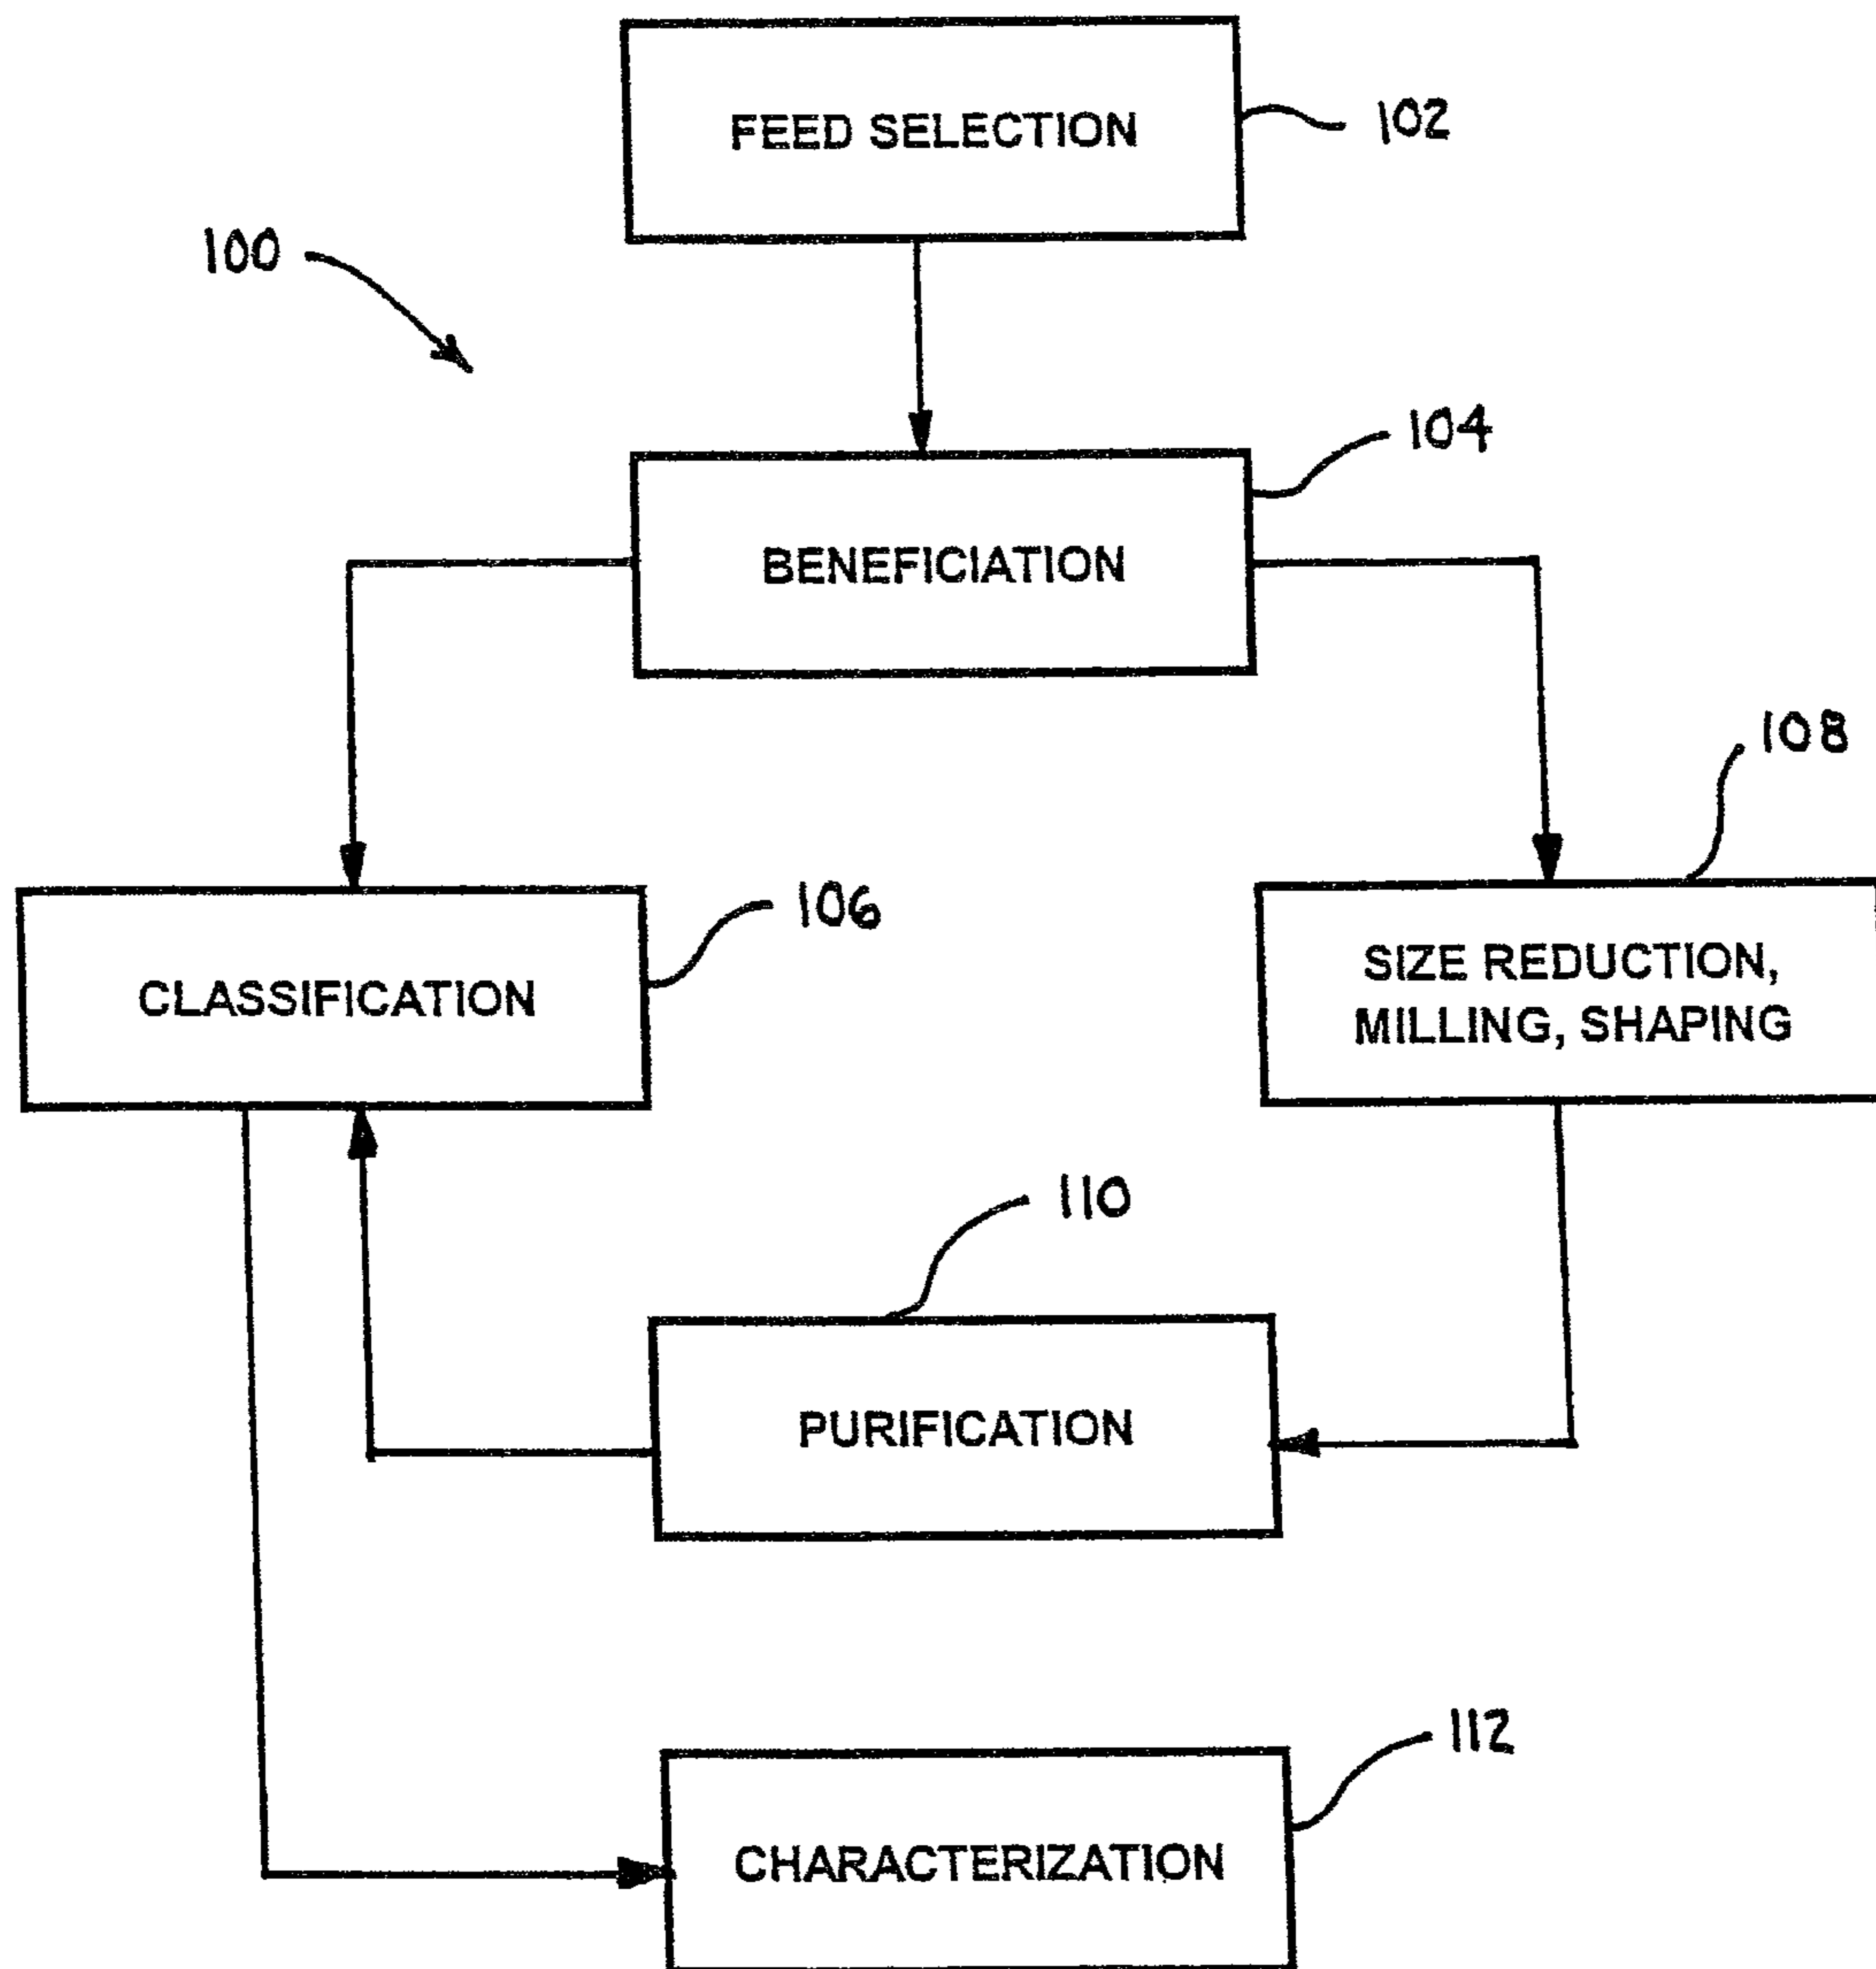 FEED SELECTION
102
100
104
BENEFICIATION
108
106
CLASSIFICATION
SIZE REDUCTION,
MILLING, SHAPING
110
PURIFICATION
112
CHARACTERIZATION